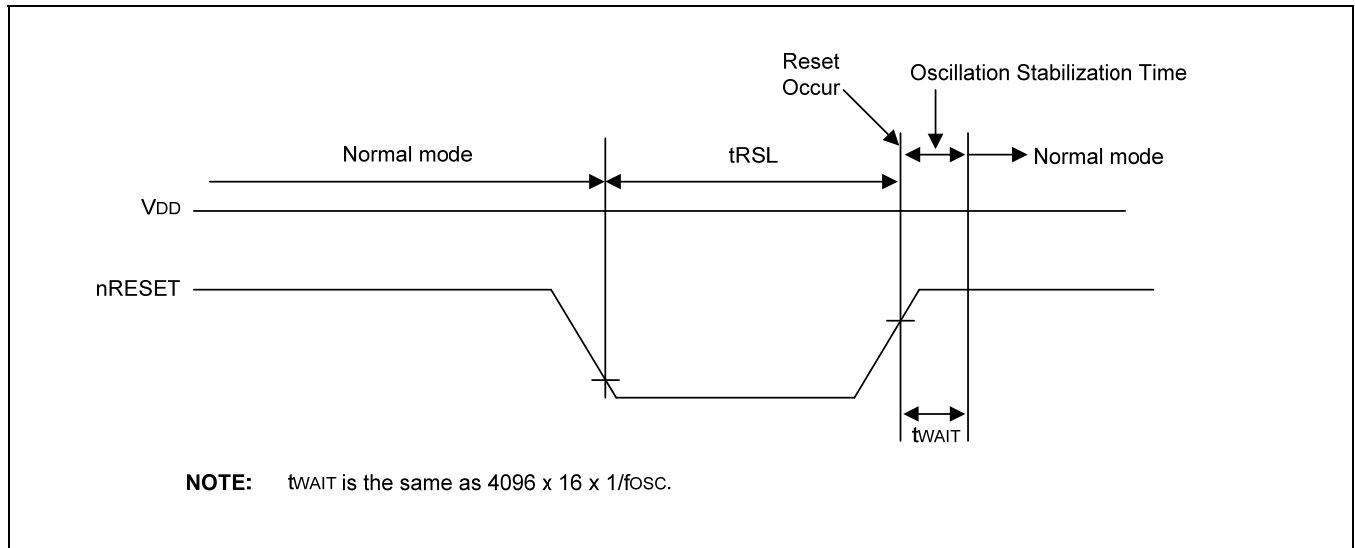 Reset
Occur
Oscillation Stabilization Time
Normal mode
tRSL
Normal mode
VDD
nRESET
tWAIT
NOTE: tWAIT is the same as 4096 x 16 x 1/fOSC.